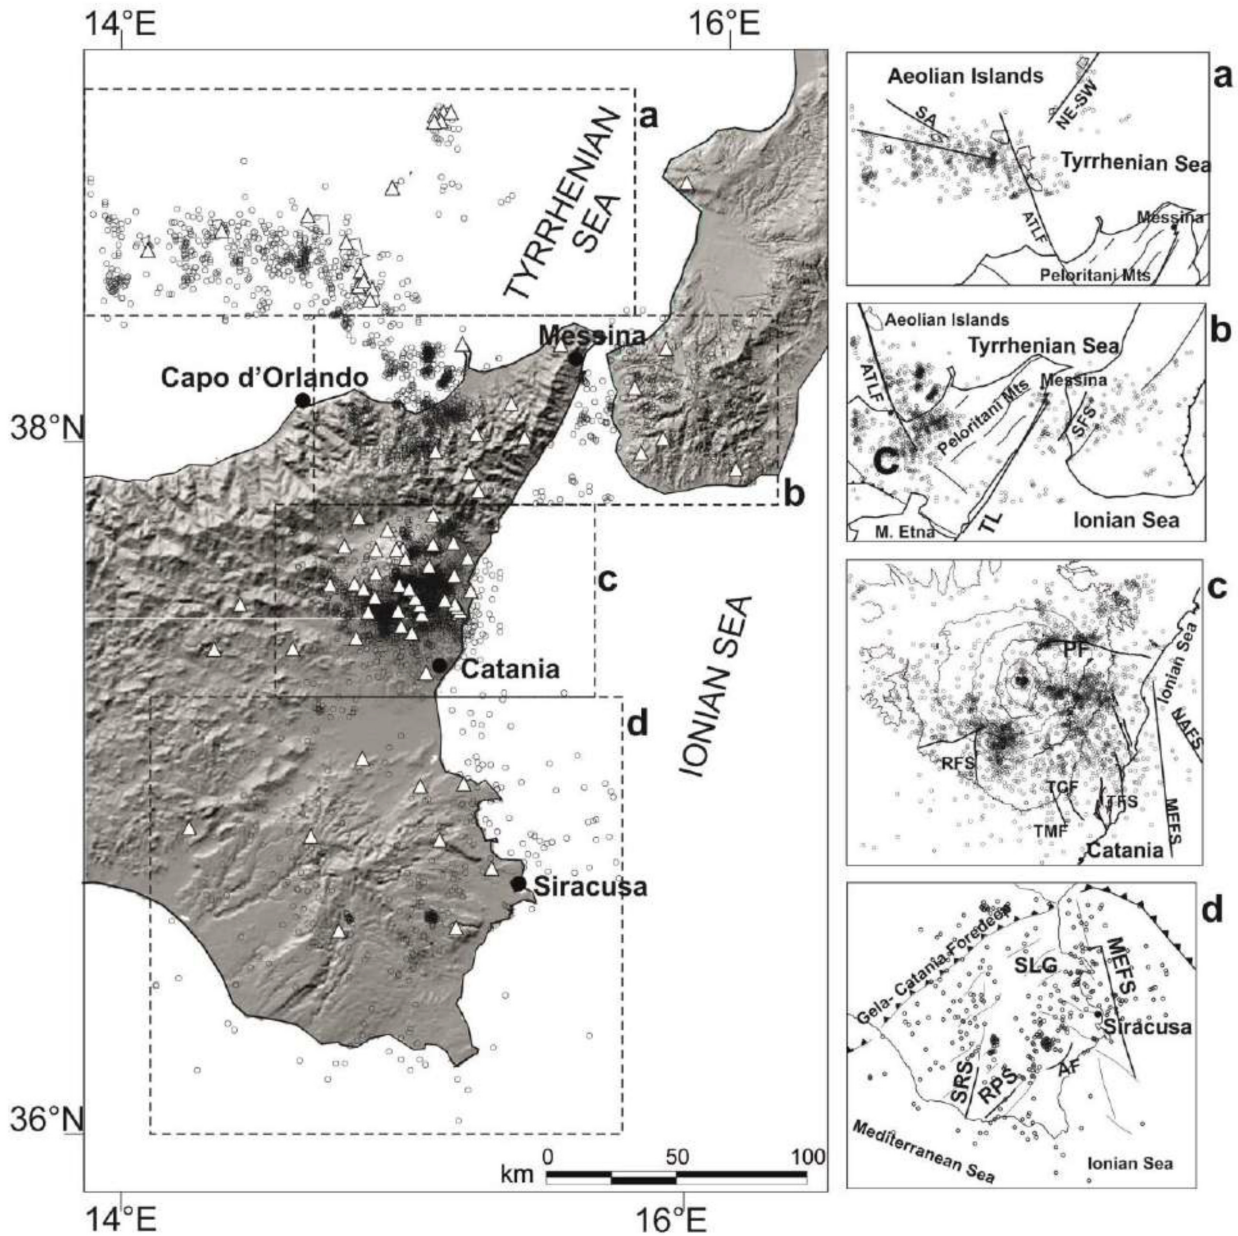 14°E
16°E
a
TYRRHENIAN
SEA
Messina
Capo d’Orlando
38°N
b
c
Catania
IONIAN SEA
d
Siracusa
36°N
0 50 100
km
14°E
16°E
a
Aeolian Islands
SA
NE-SW
Tyrrhenian Sea
ATLF
Messina
Peloritani Mts
b
Aeolian Islands
Tyrrhenian Sea
ATLF
Messina
Peloritani Mts
SFS
C
TL
Ionian Sea
M. Etna
c
PF
Ionian Sea
NAFS
RFS
TCF
TFS
MEFS
TMF
Catania
d
Gela- Catania Foredeep
SLG
MEFS
Siracusa
SRS
RPS
AF
Mediterranean Sea
Ionian Sea